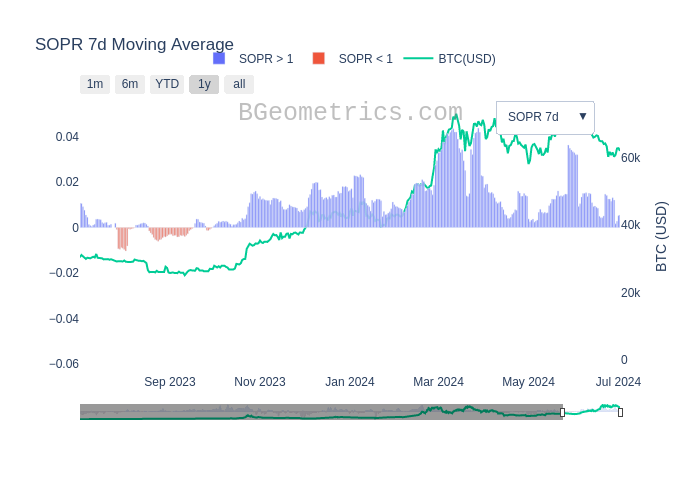 SOPR 7d Moving Average
SOPR > 1 SOPR < 1 BTC(USD)
1m 6m YTD 1y all
BGeometrics.com
SOPR 7d ▼
0.04
0.02
0
−0.02
−0.04
−0.06
60k
40k
20k
0
BTC (USD)
Sep 2023 Nov 2023 Jan 2024 Mar 2024 May 2024 Jul 2024